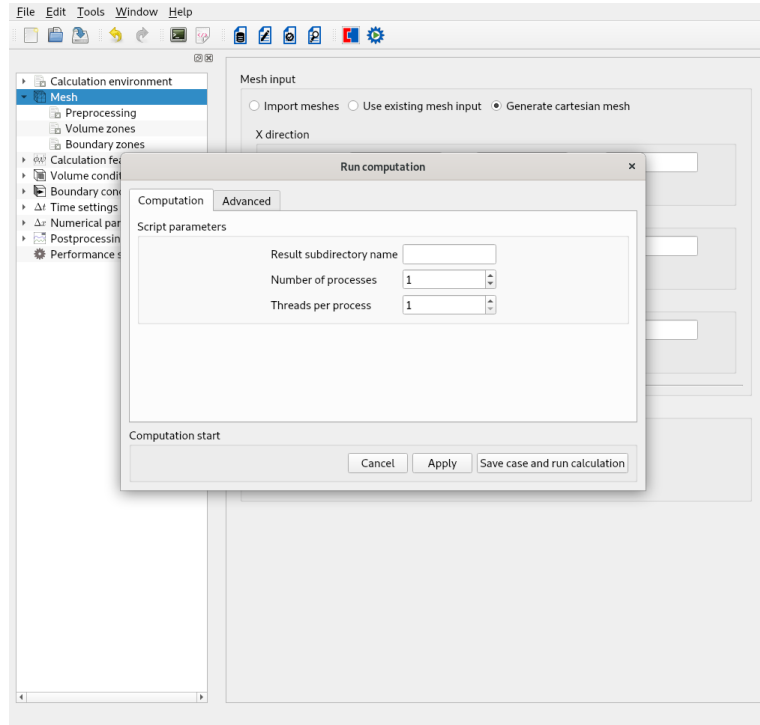 File Edit Tools Window Help
Calculation environment
Mesh
Preprocessing
Volume zones
Boundary zones
Calculation fea
Volume condit
Boundary cond
Δt Time settings
Δx Numerical par
Postprocessin
Performance s
Mesh input
Import meshes Use existing mesh input Generate cartesian mesh
X direction
Run computation
Computation Advanced
Script parameters
Result subdirectory name
Number of processes 1
Threads per process 1
Computation start
Cancel Apply Save case and run calculation